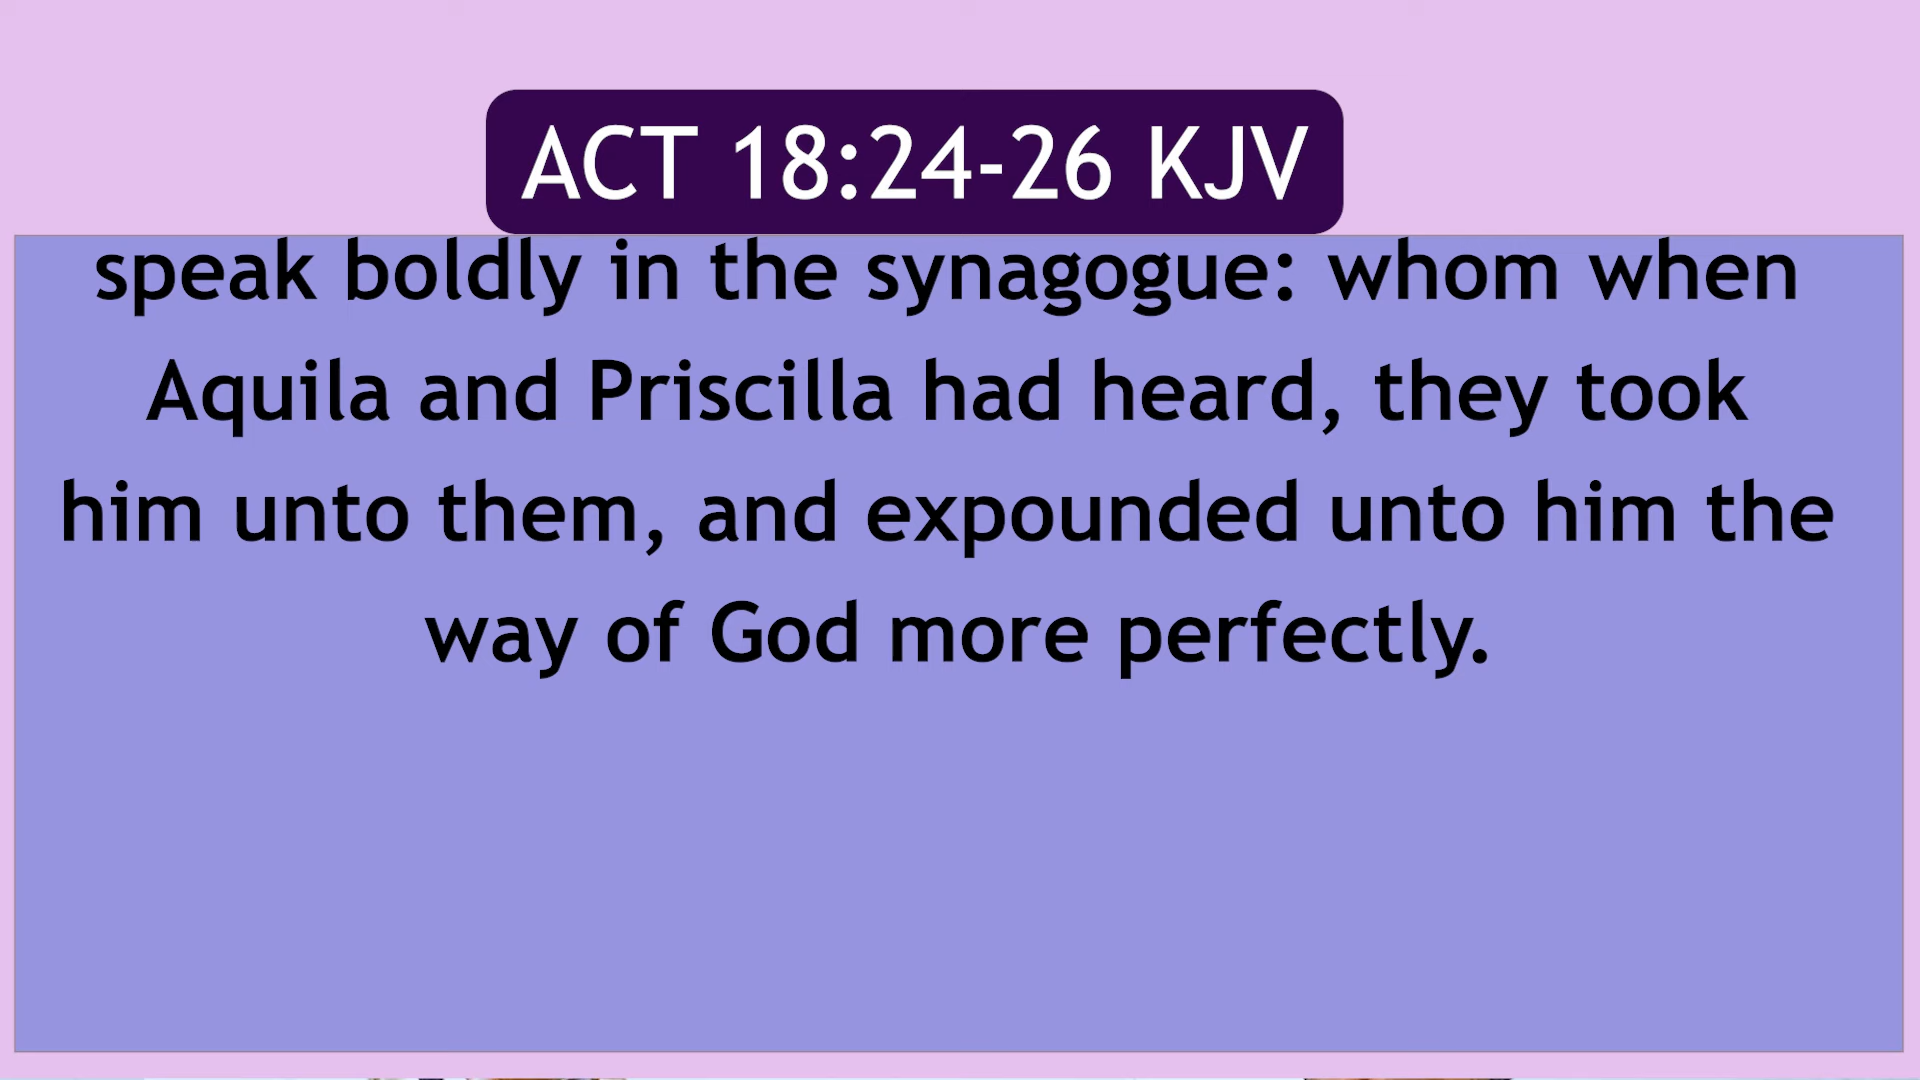 ACT 18:24-26 KJV
speak boldly in the synagogue: whom when
Aquila and Priscilla had heard, they took
him unto them, and expounded unto him the
way of God more perfectly.